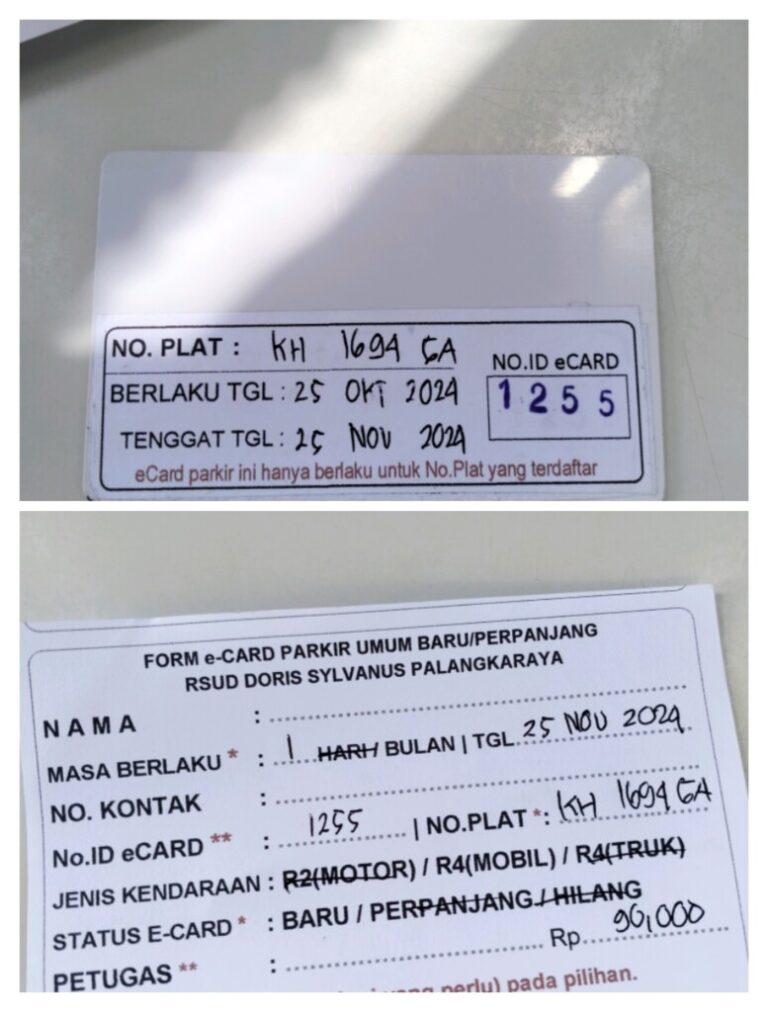 NO. PLAT : KH 1694 GA
BERLAKU TGL : 25 OKT 2024
TENGGAT TGL : 25 NOV 2024
NO.ID eCARD
1255
eCard parkir ini hanya berlaku untuk No.Plat yang terdaftar
FORM e-CARD PARKIR UMUM BARU/PERPANJANG
RSUD DORIS SYLVANUS PALANGKARAYA
NAMA :
MASA BERLAKU * : 1 HARI / BULAN | TGL 25 NOV 2024
NO. KONTAK :
No.ID eCARD ** : 1255 | NO.PLAT * : KH 1694 GA
JENIS KENDARAAN : R2(MOTOR) / R4(MOBIL) / R4(TRUK)
STATUS E-CARD * : BARU / PERPANJANG / HILANG
PETUGAS ** : Rp. 90,000
yang perlu) pada pilihan.